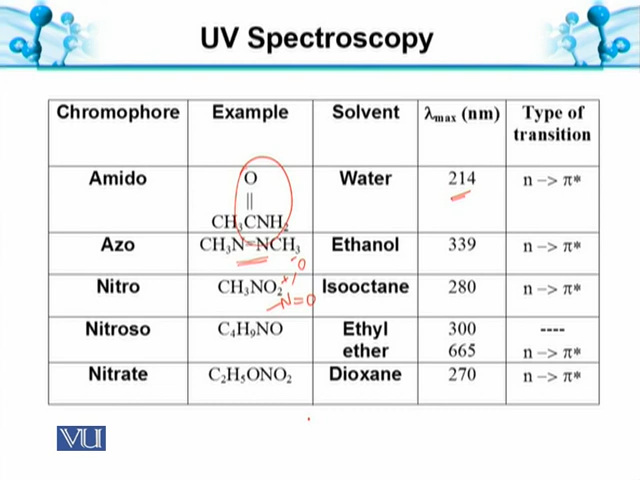 UV Spectroscopy
Chromophore Example Solvent λmax (nm) Type of transition
Amido O || CH₃CNH₂ Water 214 n –> π*
Azo CH₃N=NCH₃ Ethanol 339 n –> π*
Nitro CH₃NO₂ Isooctane 280 n –> π*
-O
+/
-N=O
Nitroso C₄H₉NO Ethyl ether 300 ----
665 n –> π*
Nitrate C₂H₅ONO₂ Dioxane 270 n –> π*
VU